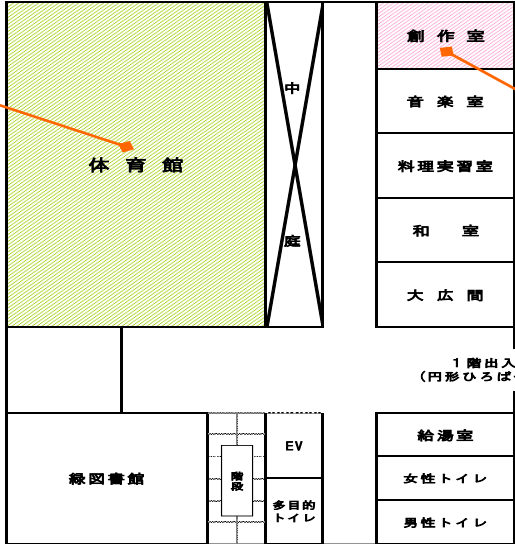 創作室
中
音楽室
体育館
料理実習室
和室
庭
大広間
1階出入
(円形ひろば
給湯室
EV
緑図書館
階段
女性トイレ
多目的
トイレ
男性トイレ